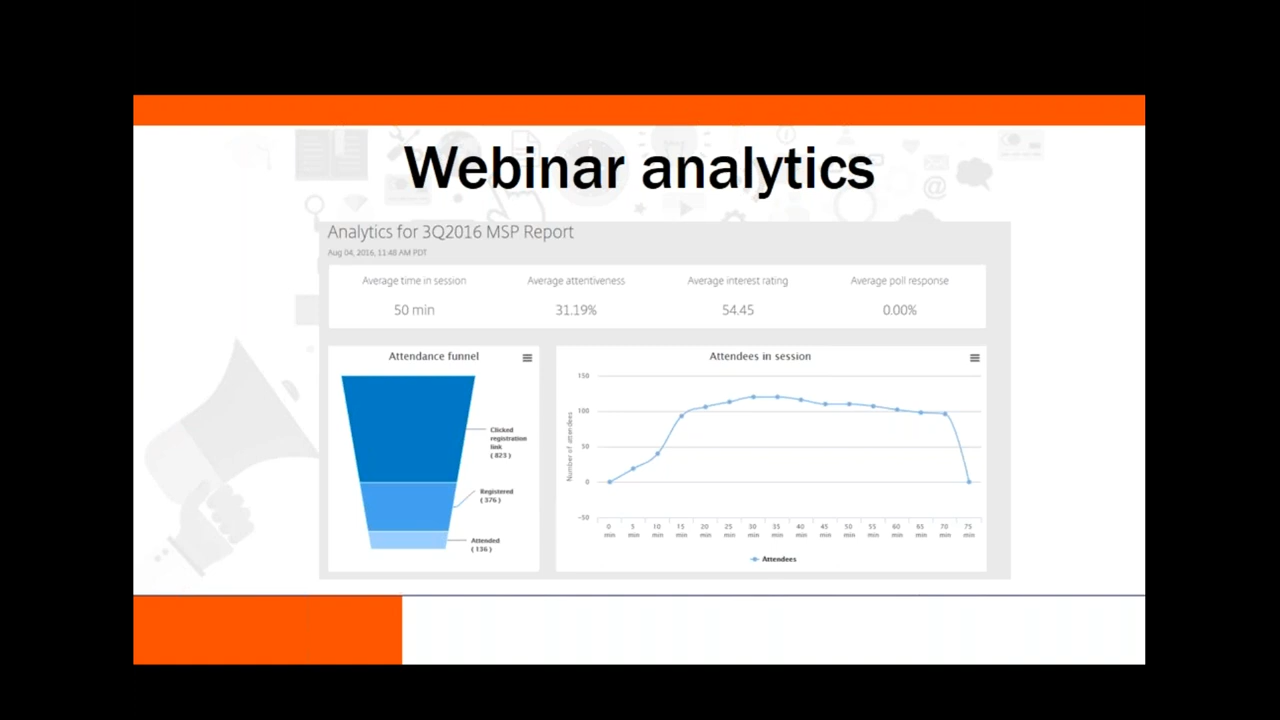 Webinar analytics
Analytics for 3Q2016 MSP Report
Aug 04, 2016, 11:48 AM PDT
Average time in session
Average attentiveness
Average interest rating
Average poll response
50 min
31.19%
54.45
0.00%
Attendance funnel
Clicked
registration
link
( 823 )
Registered
( 376 )
Attended
( 136 )
Attendees in session
Number of attendees
150
100
50
0
-50
0 5 10 15 20 25 30 35 40 45 50 55 60 65 70 75
min min min min min min min min min min min min min min min min
Attendees
@